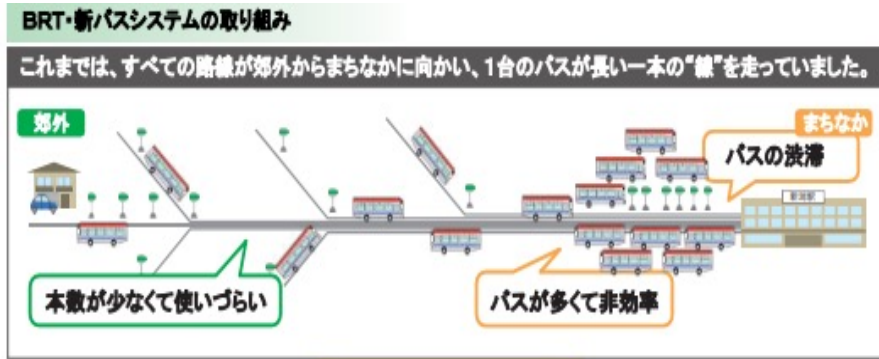 BRT・新バスシステムの取り組み
これまでは、すべての路線が郊外からまちなかに向かい、1台のバスが長い一本の“線”を走っていました。
郊外
まちなか
バスの渋滞
新潟駅
本数が少なくて使いづらい
バスが多くて非効率